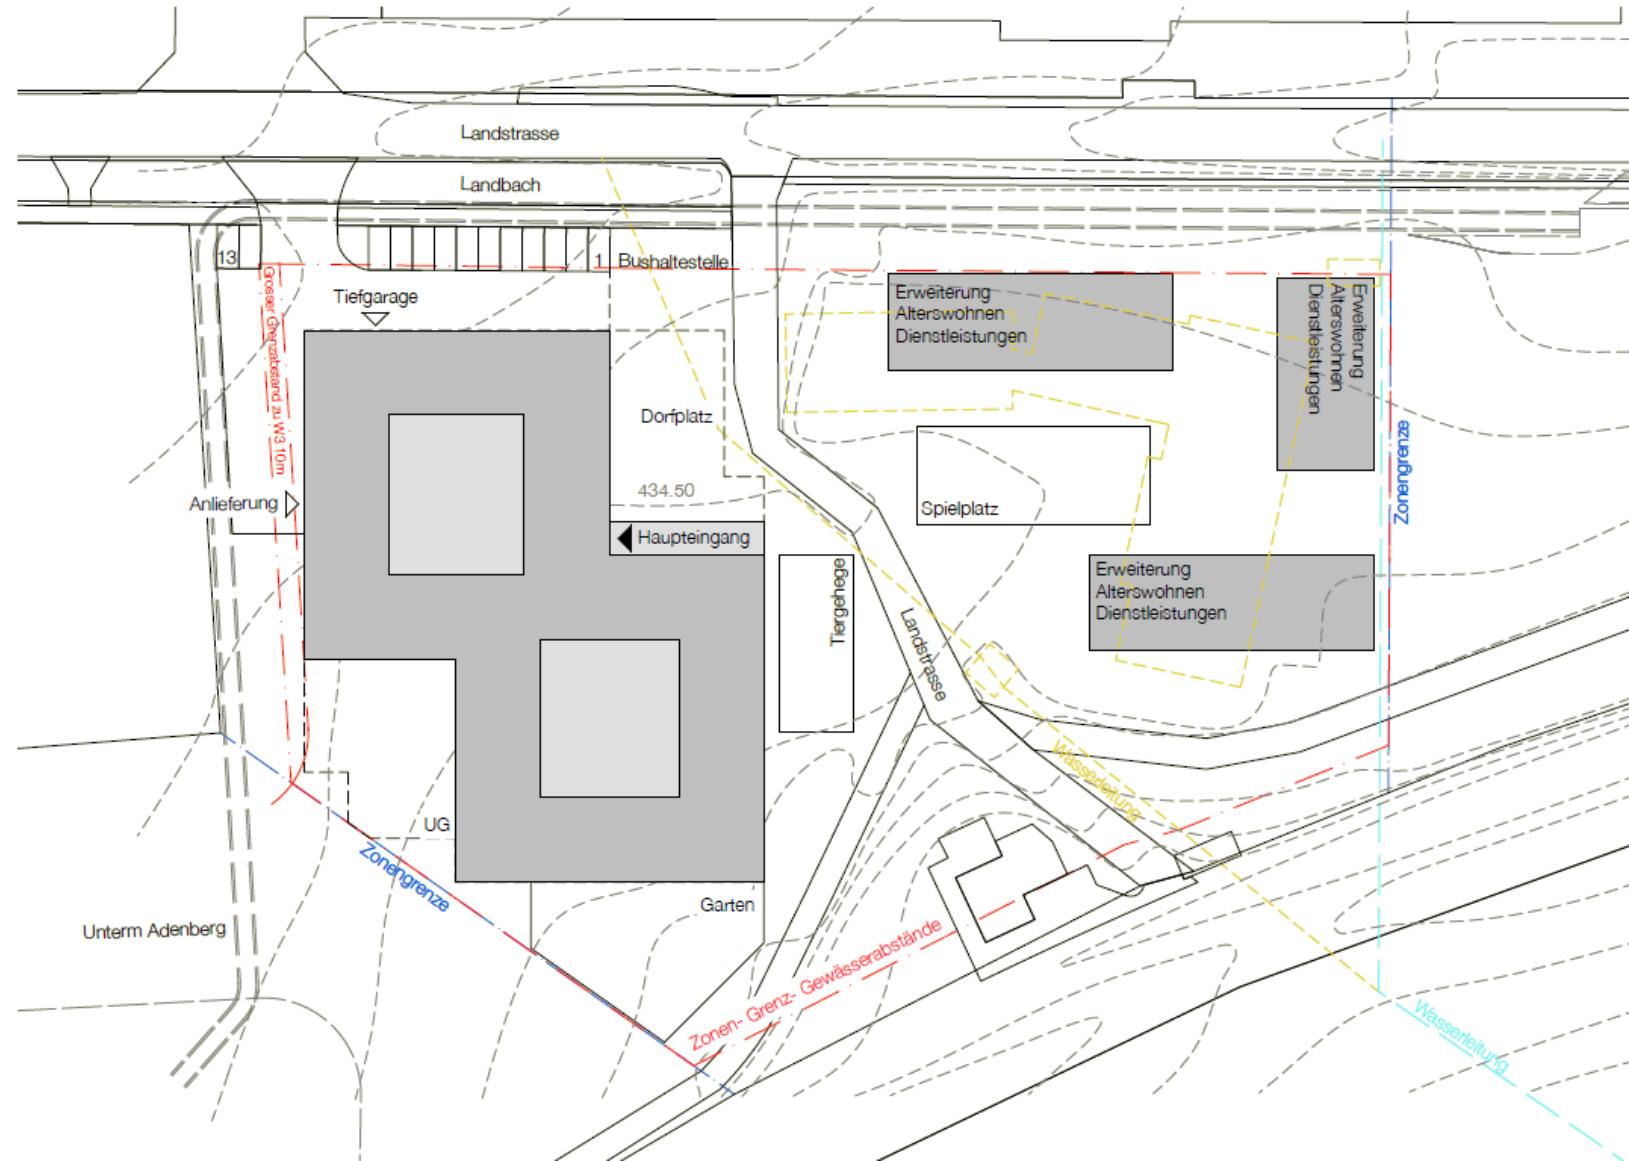 Landstrasse
Landbach
13
1
Bushaltestelle
Tiefgarage
Grosser Grenzabstand zu W3 10m
Erweiterung
Alterswohnen
Dienstleistungen
Erweiterung
Alterswohnen
Dienstleistungen
Dorfplatz
Zonengrenze
434.50
Anlieferung
Spielplatz
Haupteingang
Tiergehege
Erweiterung
Alterswohnen
Dienstleistungen
Landstrasse
Wasserleitung
UG
Zonengrenze
Garten
Unterm Adenberg
Zonen- Grenz- Gewässerabstände
Wasserleitung